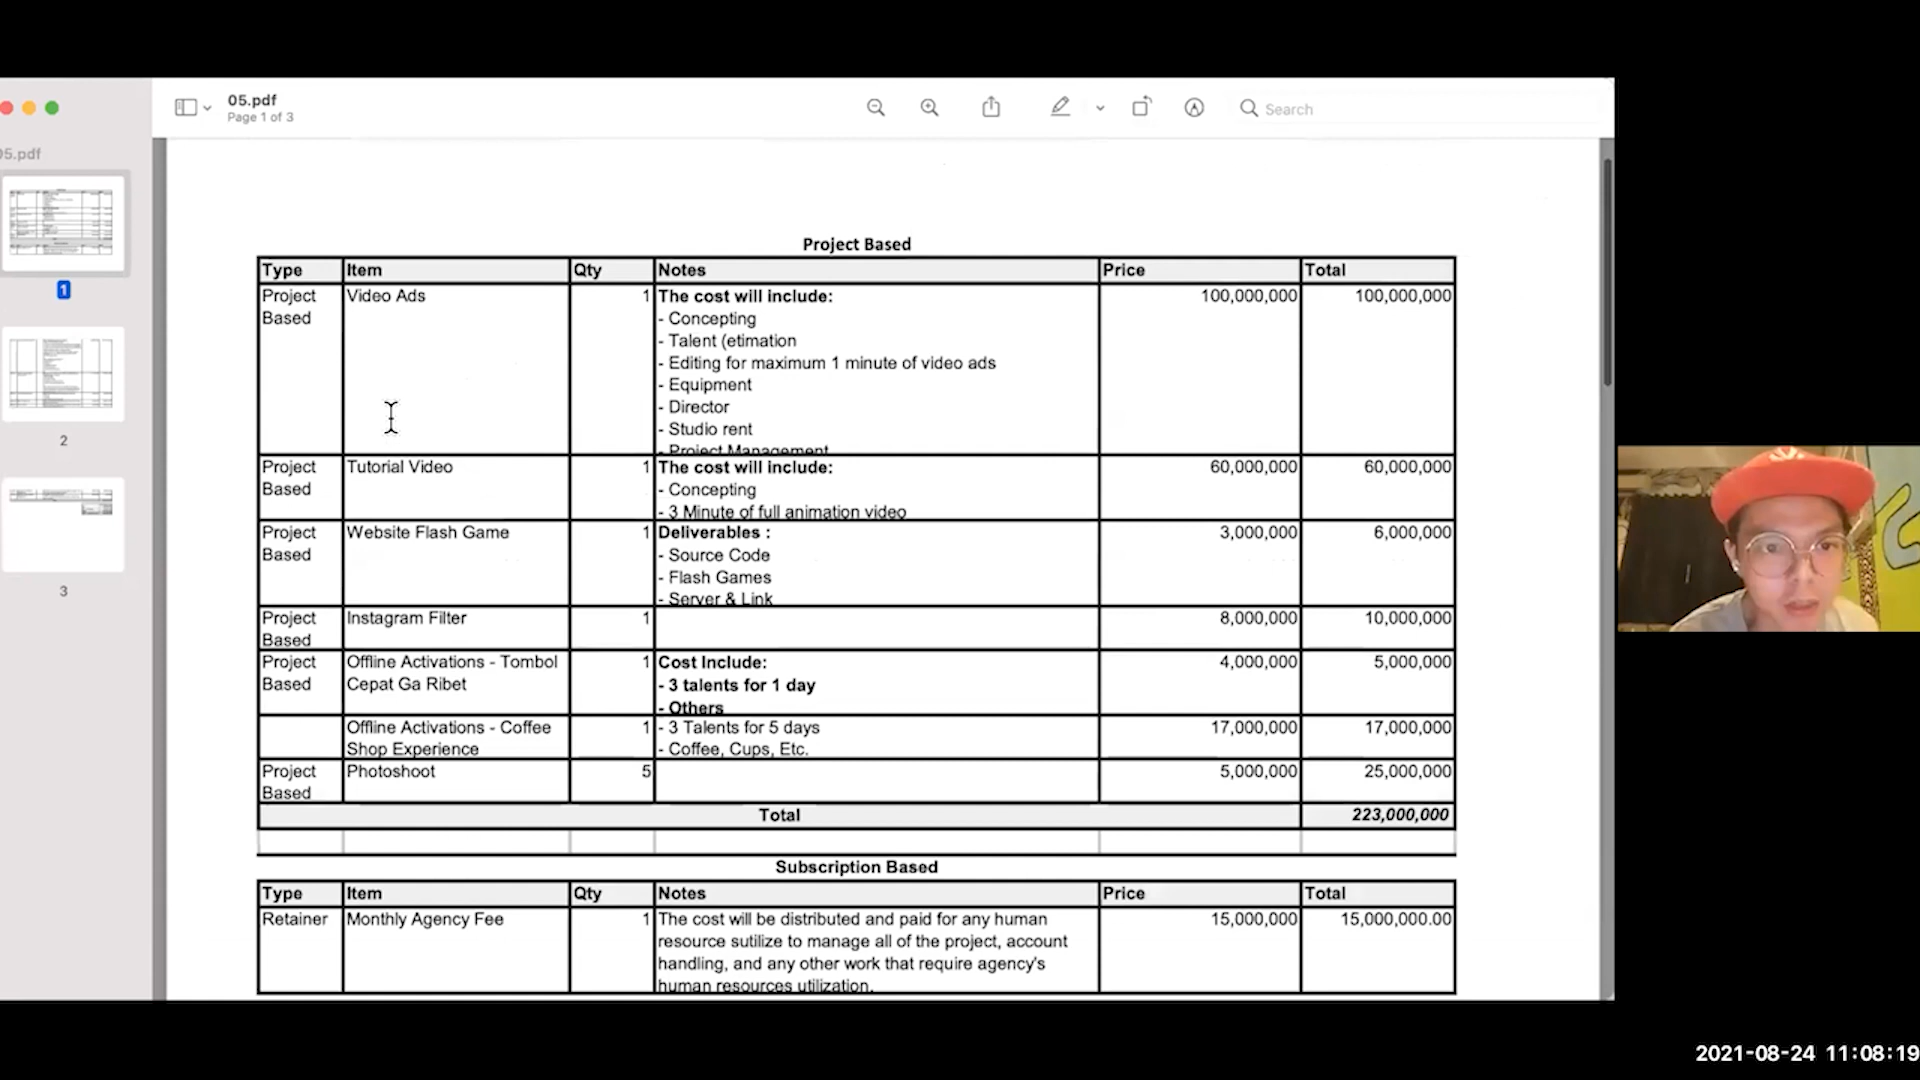 05.pdf
Page 1 of 3
Search
05.pdf
1
2
3
Project Based
Type Item Qty Notes Price Total
Project Based Video Ads 1 The cost will include: 100,000,000 100,000,000
- Concepting
- Talent (etimation
- Editing for maximum 1 minute of video ads
- Equipment
- Director
- Studio rent
- Project Management
Project Based Tutorial Video 1 The cost will include: 60,000,000 60,000,000
- Concepting
- 3 Minute of full animation video
Project Based Website Flash Game 1 Deliverables : 3,000,000 6,000,000
- Source Code
- Flash Games
- Server & Link
Project Based Instagram Filter 1 8,000,000 10,000,000
Project Based Offline Activations - Tombol Cepat Ga Ribet 1 Cost Include: 4,000,000 5,000,000
- 3 talents for 1 day
- Others
Offline Activations - Coffee Shop Experience 1 - 3 Talents for 5 days 17,000,000 17,000,000
- Coffee, Cups, Etc.
Project Based Photoshoot 5 5,000,000 25,000,000
Total 223,000,000
Subscription Based
Type Item Qty Notes Price Total
Retainer Monthly Agency Fee 1 The cost will be distributed and paid for any human 15,000,000 15,000,000.00
resource sutilize to manage all of the project, account
handling, and any other work that require agency's
human resources utilization.
2021-08-24 11:08:19